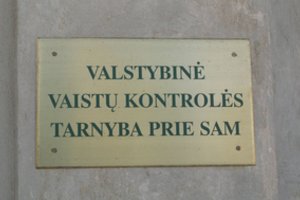 VALSTYBINĖ
VAISTŲ KONTROLĖS
TARNYBA PRIE SAM